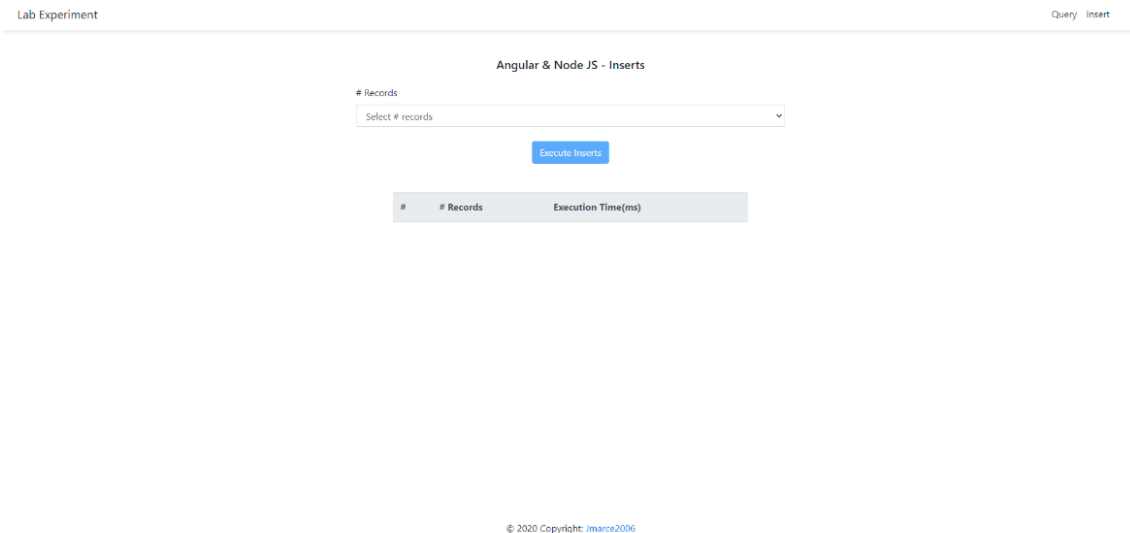 Lab Experiment Query Insert
Angular & Node JS - Inserts
# Records
Select # records
Execute Inserts
# # Records Execution Time(ms)
© 2020 Copyright: Jmarce2006